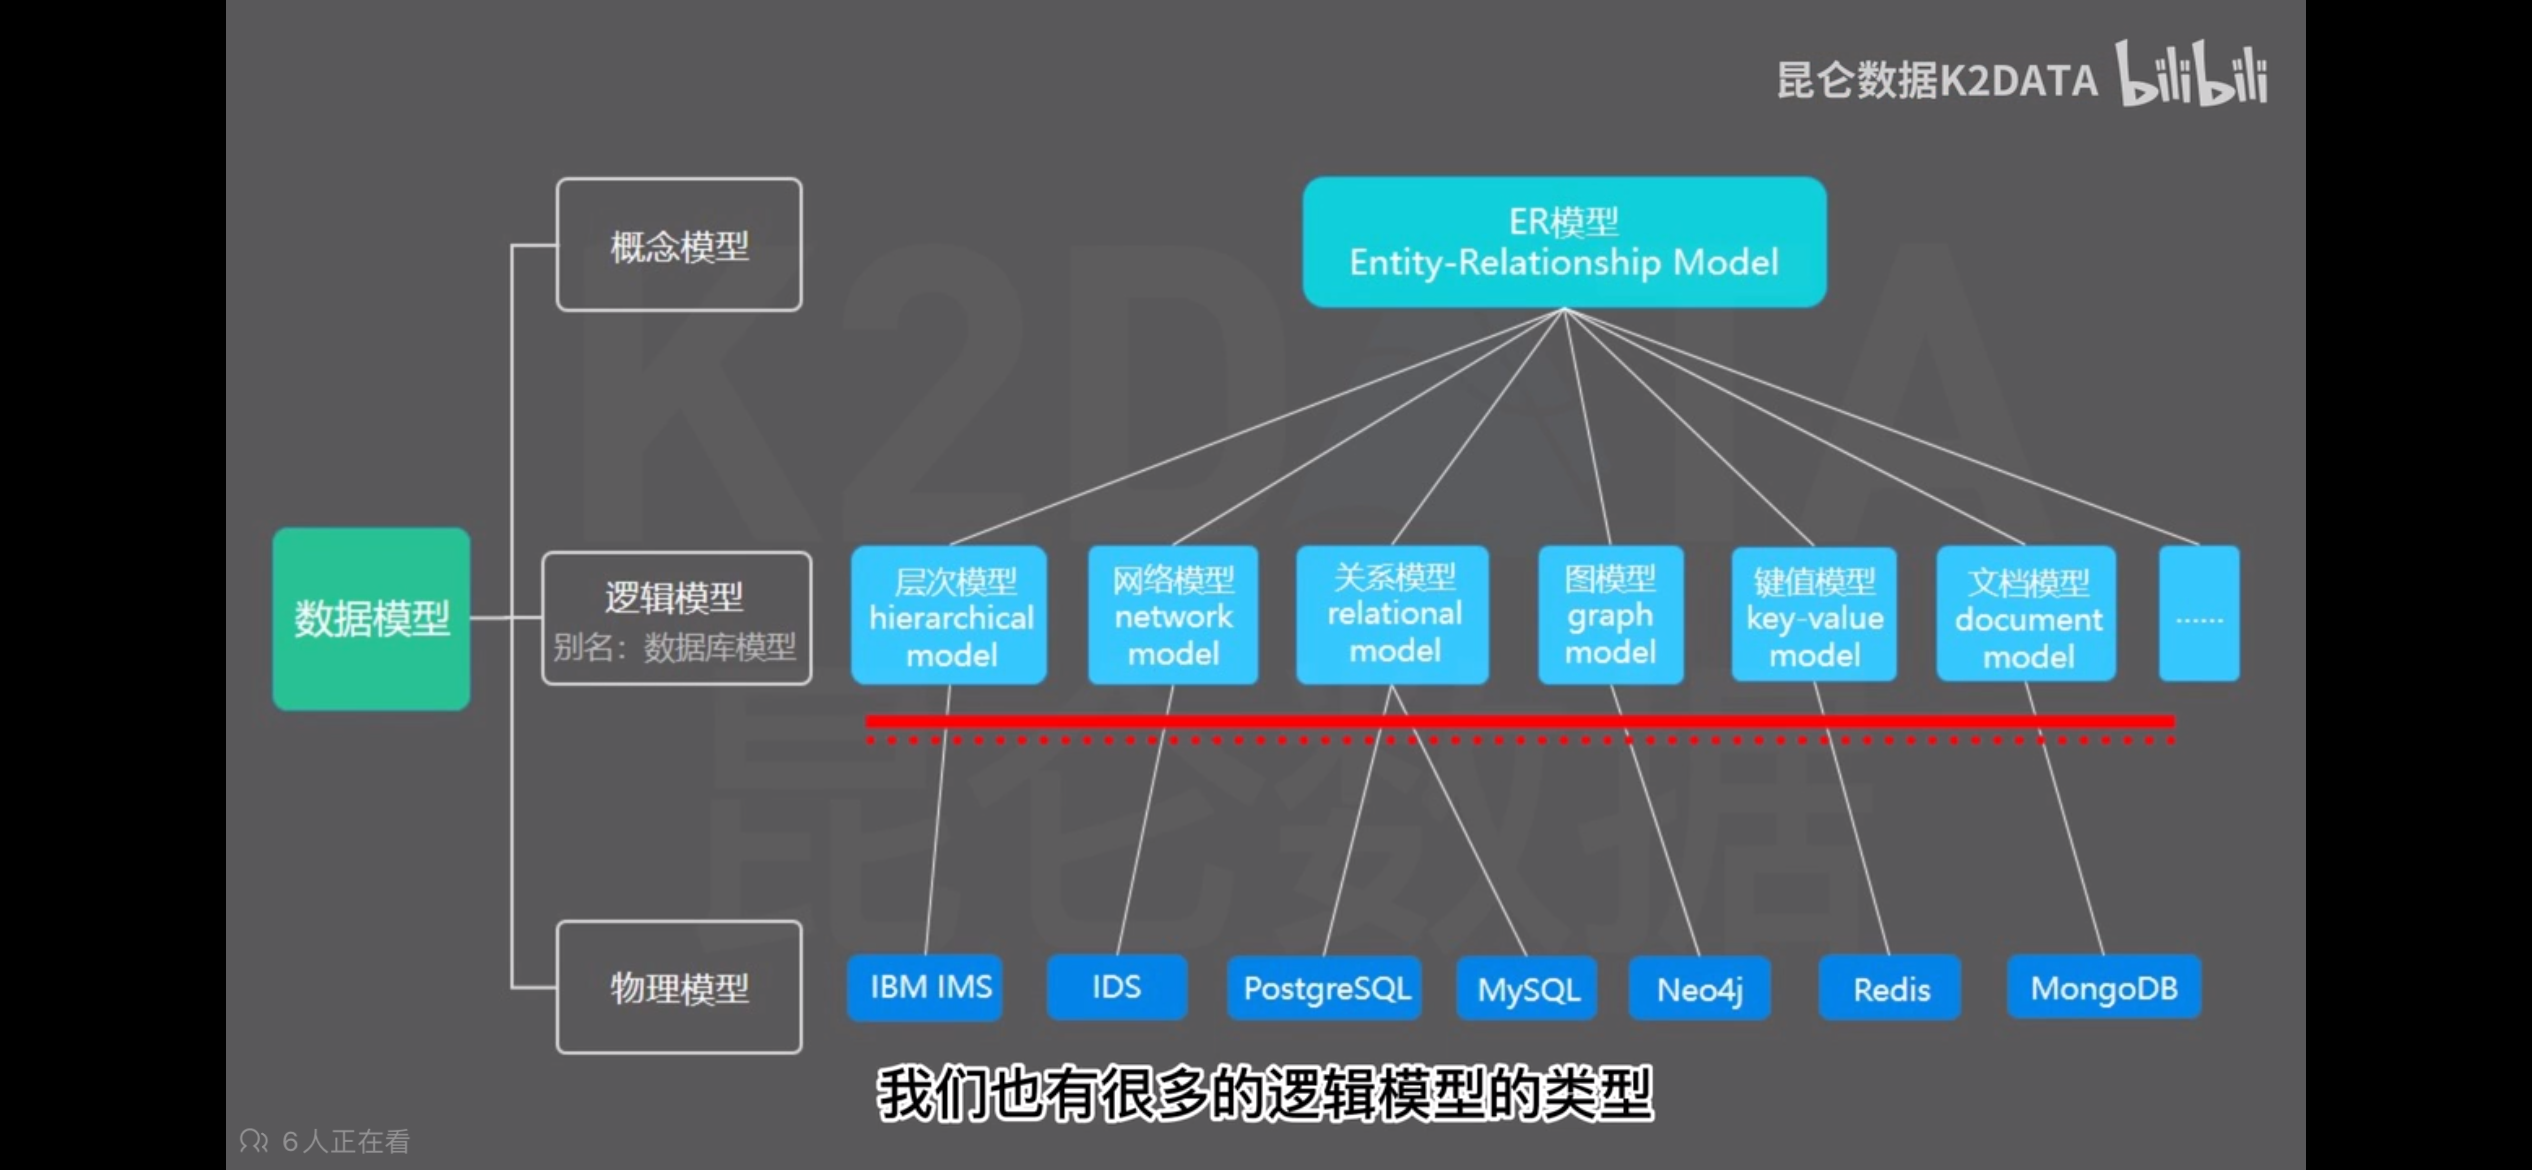 昆仑数据K2DATA bilibili
概念模型
ER模型
Entity-Relationship Model
K2DATA
数据模型
逻辑模型
别名：数据库模型
层次模型
hierarchical
model
网络模型
network
model
关系模型
relational
model
图模型
graph
model
键值模型
key-value
model
文档模型
document
model
······
昆仑数据
物理模型
IBM IMS
IDS
PostgreSQL
MySQL
Neo4j
Redis
MongoDB
我们也有很多的逻辑模型的类型
6人正在看